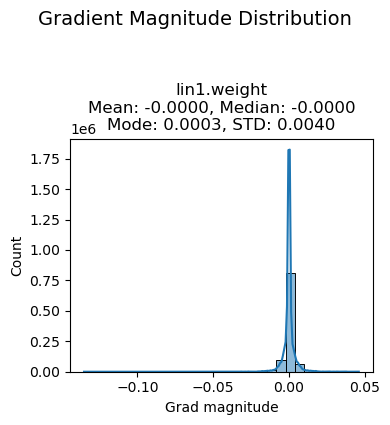 Gradient Magnitude Distribution
lin1.weight
Mean: -0.0000, Median: -0.0000
Mode: 0.0003, STD: 0.0040
1e6
1.75
1.50
1.25
1.00
0.75
0.50
0.25
0.00
Count
−0.10 −0.05 0.00 0.05
Grad magnitude